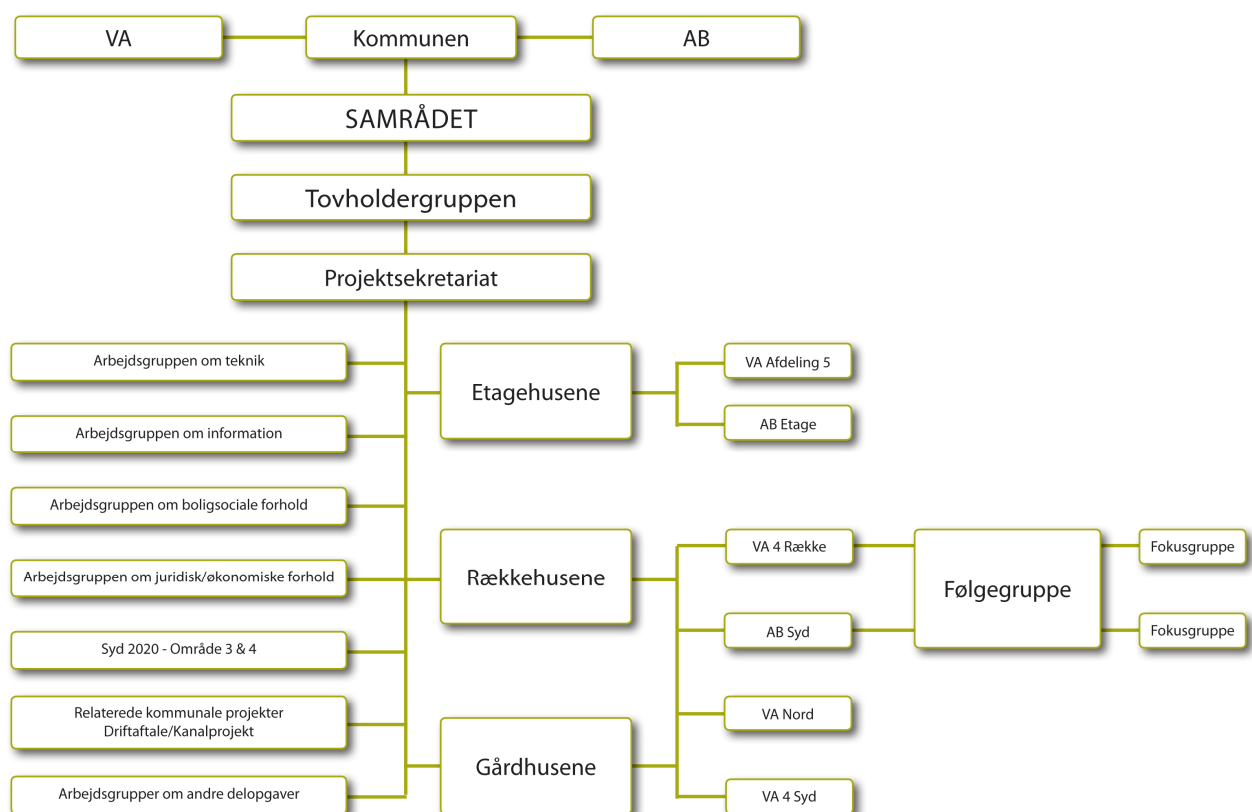 VA
Kommunen
AB
SAMRÅDET
Tovholdergruppen
Projektsekretariat
Arbejdsgruppen om teknik
Arbejdsgruppen om information
Arbejdsgruppen om boligsociale forhold
Arbejdsgruppen om juridisk/økonomiske forhold
Syd 2020 - Område 3 & 4
Relaterede kommunale projekter
Driftaftale/Kanalprojekt
Arbejdsgrupper om andre delopgaver
Etagehusene
VA Afdeling 5
AB Etage
Rækkehusene
VA 4 Række
AB Syd
Følgegruppe
Fokusgruppe
Fokusgruppe
VA Nord
Gårdhusene
VA 4 Syd